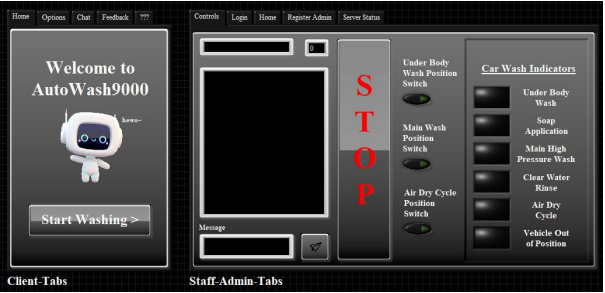 Home Options Chat Feedback ???
Welcome to
AutoWash9000
hewo~
Start Washing >
Client-Tabs
Controls Login Home Register Admin Server Status
0
Message
STOP
Under Body
Wash Position
Switch
Main Wash
Position
Switch
Air Dry Cycle
Position
Switch
Car Wash Indicators
Under Body
Wash
Soap
Application
Main High
Pressure Wash
Clear Water
Rinse
Air Dry
Cycle
Vehicle Out
of Position
Staff-Admin-Tabs